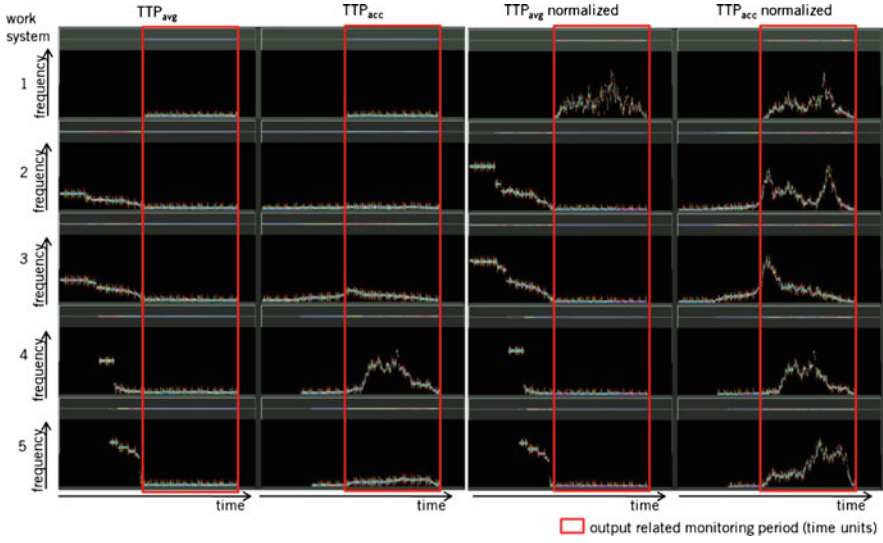 work system
TTPavg
TTPacc
TTPavg normalized
TTPacc normalized
1
frequency
2
frequency
3
frequency
4
frequency
5
frequency
time
time
time
time
output related monitoring period (time units)